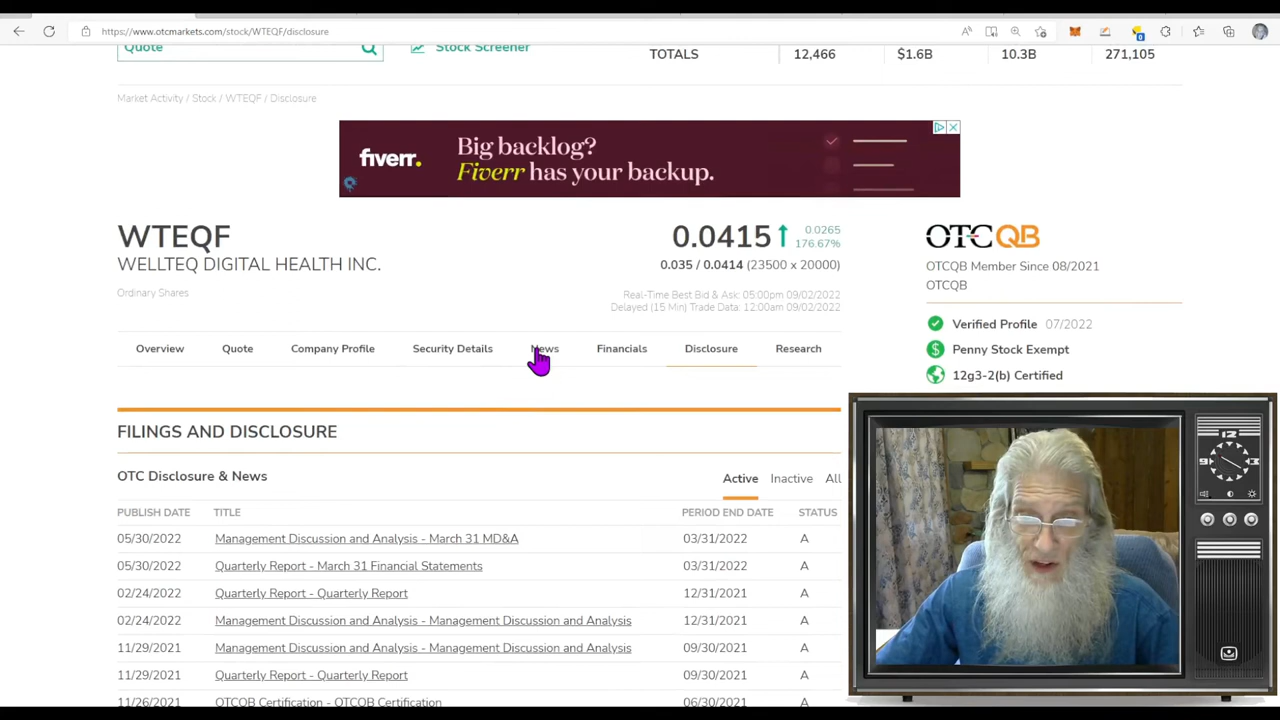 https://www.otcmarkets.com/stock/WTEQF/disclosure
Quote
Stock Screener
TOTALS 12,466 $1.6B 10.3B 271,105
Market Activity / Stock / WTEQF / Disclosure
fiverr.
Big backlog?
Fiverr has your backup.
WTEQF
WELLTEQ DIGITAL HEALTH INC.
Ordinary Shares
0.0415 0.0265
176.67%
0.035 / 0.0414 (23500 x 20000)
Real-Time Best Bid & Ask: 05:00pm 09/02/2022
Delayed (15 Min) Trade Data: 12:00am 09/02/2022
OTCQB
OTCQB Member Since 08/2021
OTCQB
Verified Profile 07/2022
Penny Stock Exempt
12g3-2(b) Certified
Overview Quote Company Profile Security Details News Financials Disclosure Research
FILINGS AND DISCLOSURE
OTC Disclosure & News
Active Inactive All
PUBLISH DATE TITLE PERIOD END DATE STATUS
05/30/2022 Management Discussion and Analysis - March 31 MD&A 03/31/2022 A
05/30/2022 Quarterly Report - March 31 Financial Statements 03/31/2022 A
02/24/2022 Quarterly Report - Quarterly Report 12/31/2021 A
02/24/2022 Management Discussion and Analysis - Management Discussion and Analysis 12/31/2021 A
11/29/2021 Management Discussion and Analysis - Management Discussion and Analysis 09/30/2021 A
11/29/2021 Quarterly Report - Quarterly Report 09/30/2021 A
11/26/2021 OTCQB Certification - OTCQB Certification 06/30/2021 A
12
9 3